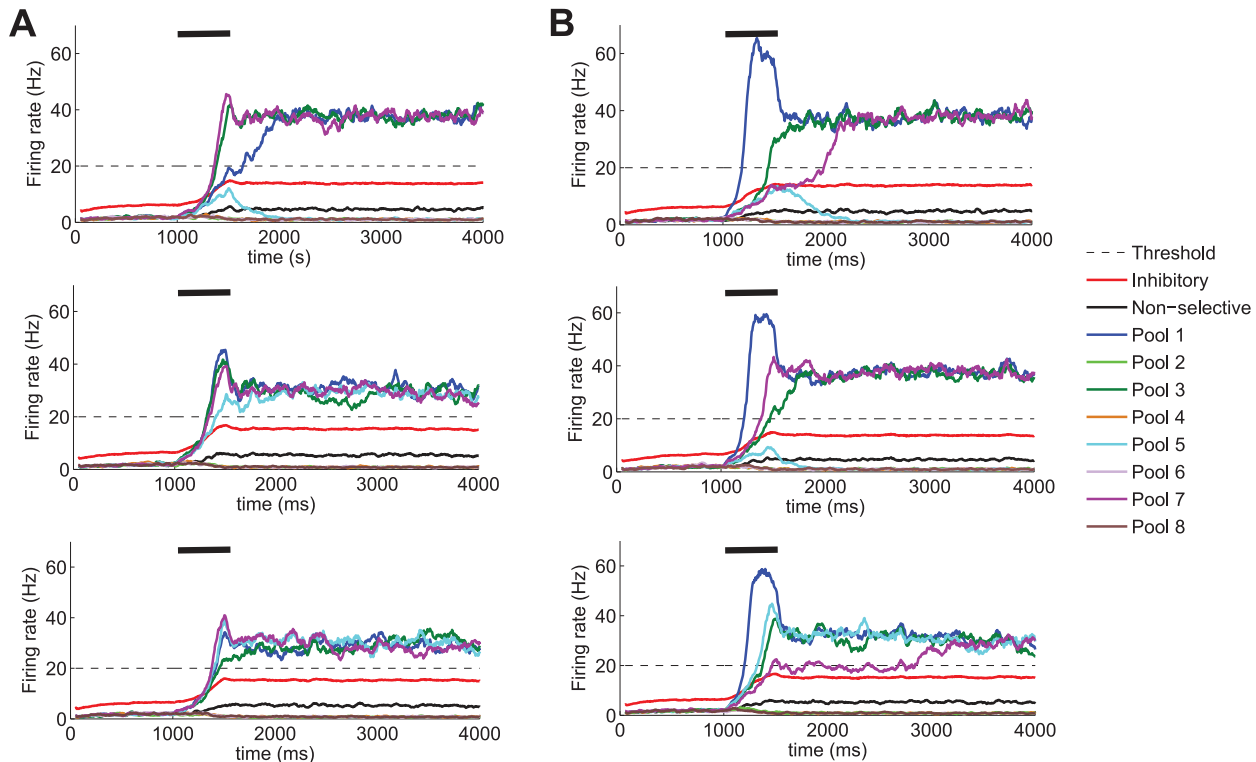 A
B
Firing rate (Hz)
60
40
20
0
0 1000 2000 3000 4000
time (s)
Firing rate (Hz)
60
40
20
0
0 1000 2000 3000 4000
time (ms)
Firing rate (Hz)
60
40
20
0
0 1000 2000 3000 4000
time (ms)
Firing rate (Hz)
60
40
20
0
0 1000 2000 3000 4000
time (ms)
Firing rate (Hz)
60
40
20
0
0 1000 2000 3000 4000
time (ms)
Firing rate (Hz)
60
40
20
0
0 1000 2000 3000 4000
time (ms)
Threshold
Inhibitory
Non−selective
Pool 1
Pool 2
Pool 3
Pool 4
Pool 5
Pool 6
Pool 7
Pool 8